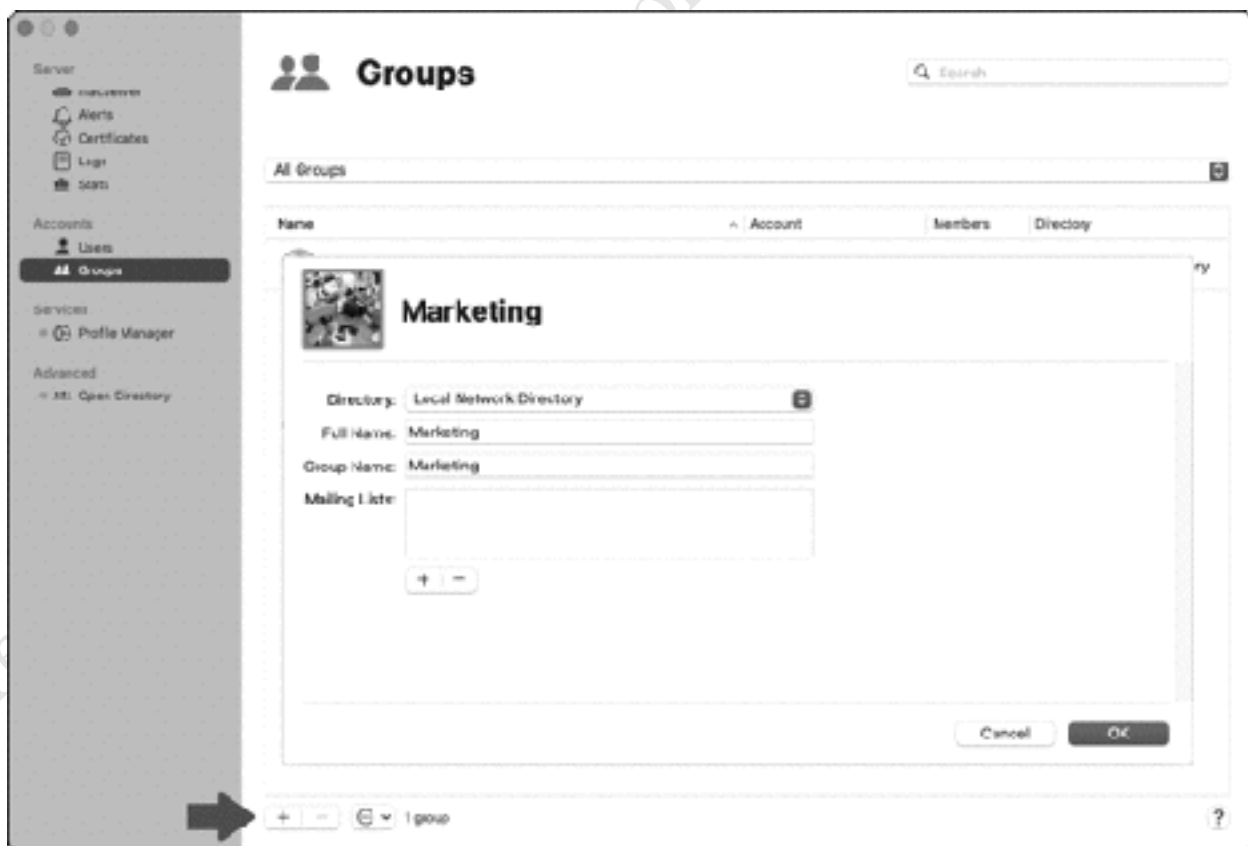 Groups
Search
Server
Alerts
Certificates
Logs
Stats
Accounts
Users
Groups
Services
Profile Manager
Advanced
Open Directory
All Groups
Name Account Members Directory
ry
Marketing
Directory: Local Network Directory
Full Name: Marketing
Group Name: Marketing
Mailing Lists:
+ −
Cancel OK
+ − 1 group ?